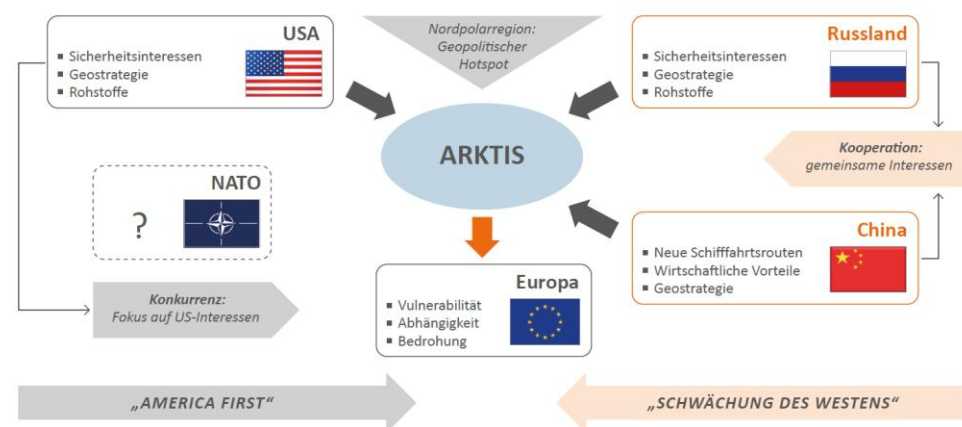 USA
▪ Sicherheitsinteressen
▪ Geostrategie
▪ Rohstoffe
Nordpolarregion:
Geopolitischer
Hotspot
Russland
▪ Sicherheitsinteressen
▪ Geostrategie
▪ Rohstoffe
ARKTIS
Kooperation:
gemeinsame Interessen
NATO
?
China
▪ Neue Schifffahrtsrouten
▪ Wirtschaftliche Vorteile
▪ Geostrategie
Europa
▪ Vulnerabilität
▪ Abhängigkeit
▪ Bedrohung
Konkurrenz:
Fokus auf US-Interessen
„AMERICA FIRST“
„SCHWÄCHUNG DES WESTENS“